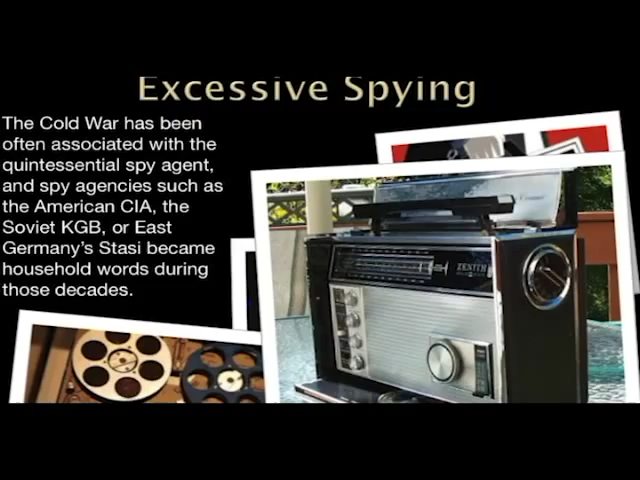 Excessive Spying
The Cold War has been
often associated with the
quintessential spy agent,
and spy agencies such as
the American CIA, the
Soviet KGB, or East
Germany's Stasi became
household words during
those decades.
ZENITH